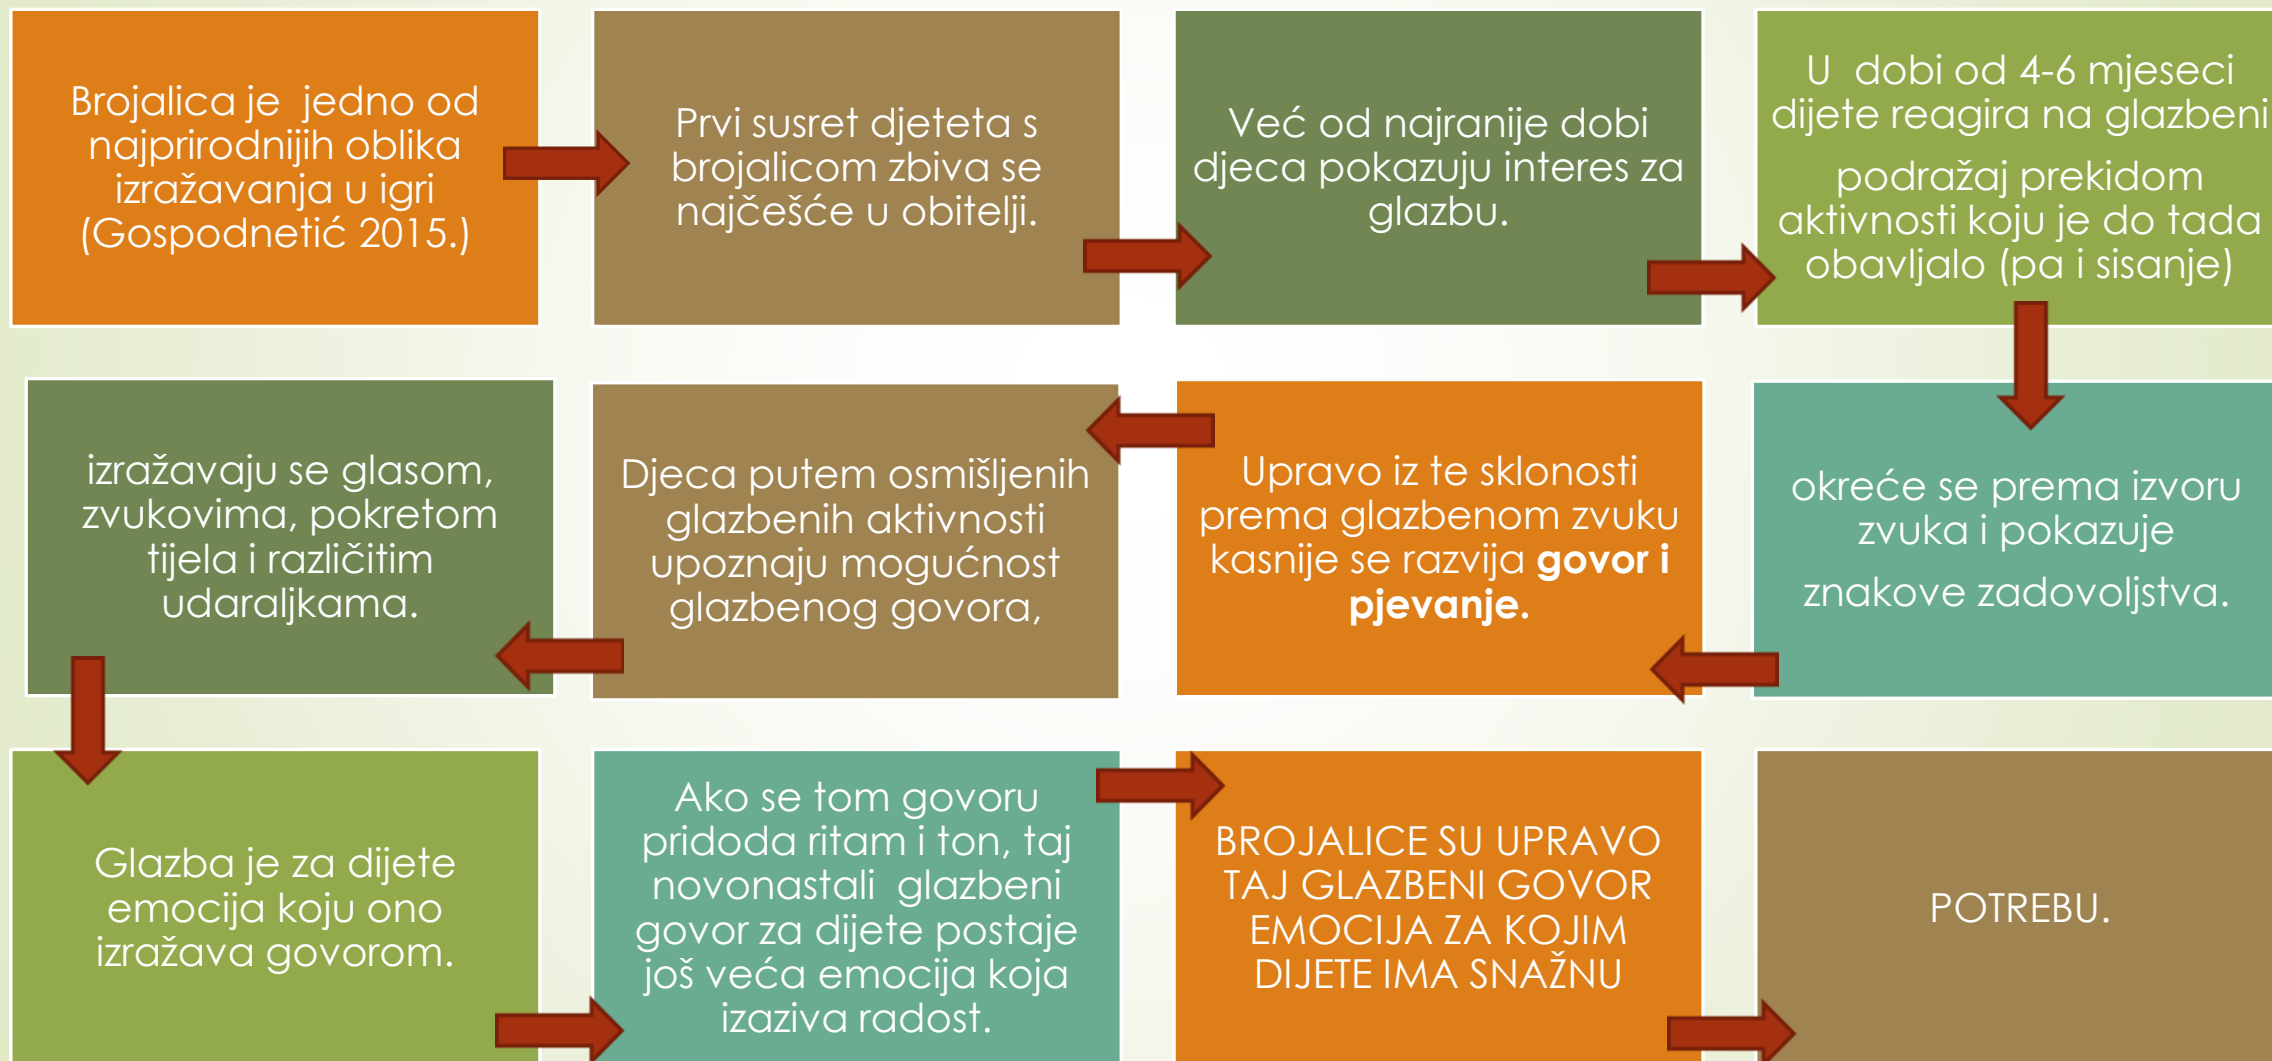 Brojalica je  jedno od
najprirodnijih oblika
izražavanja u igri
(Gospodnetić 2015.)
Prvi susret djeteta s
brojalicom zbiva se
najčešće u obitelji.
Već od najranije dobi
djeca pokazuju interes za
glazbu.
U  dobi od 4-6 mjeseci
dijete reagira na glazbeni
podražaj prekidom
aktivnosti koju je do tada
obavljalo (pa i sisanje)
okreće se prema izvoru
zvuka i pokazuje
znakove zadovoljstva.
Upravo iz te sklonosti
prema glazbenom zvuku
kasnije se razvija govor i
pjevanje.
Djeca putem osmišljenih
glazbenih aktivnosti
upoznaju mogućnost
glazbenog govora,
izražavaju se glasom,
zvukovima, pokretom
tijela i različitim
udaraljkama.
Glazba je za dijete
emocija koju ono
izražava govorom.
Ako se tom govoru
pridoda ritam i ton, taj
novonastali  glazbeni
govor za dijete postaje
još veća emocija koja
izaziva radost.
BROJALICE SU UPRAVO
TAJ GLAZBENI GOVOR
EMOCIJA ZA KOJIM
DIJETE IMA SNAŽNU
POTREBU.